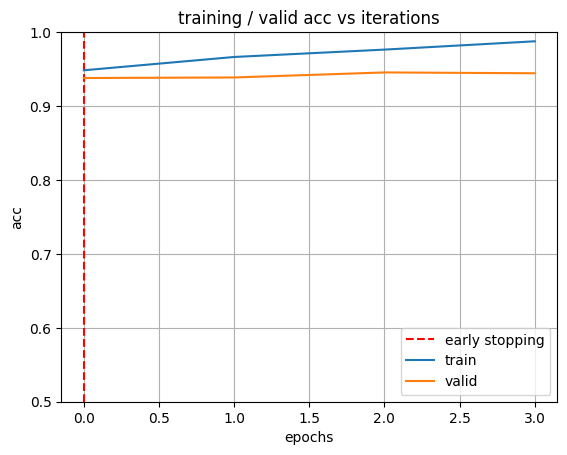 training / valid acc vs iterations
1.0
0.9
0.8
0.7
0.6
0.5
acc
0.0 0.5 1.0 1.5 2.0 2.5 3.0
epochs
early stopping
train
valid